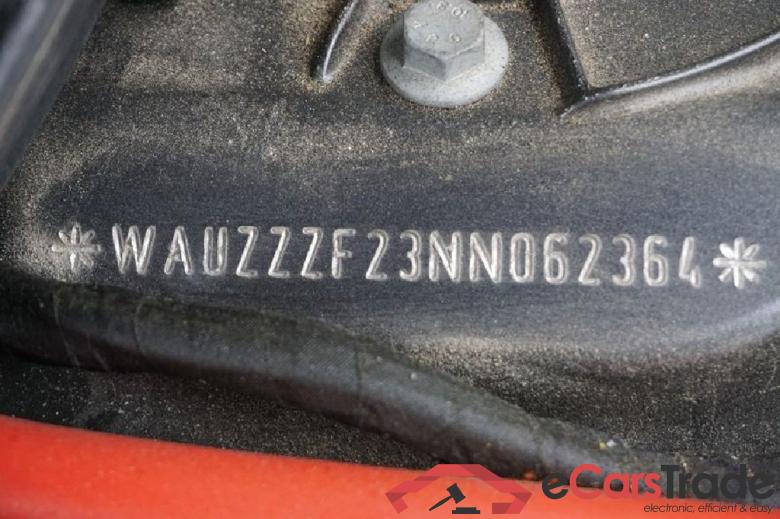 *WAUZZZF23NN062364*
eCarsTrade
electronic, efficient & easy